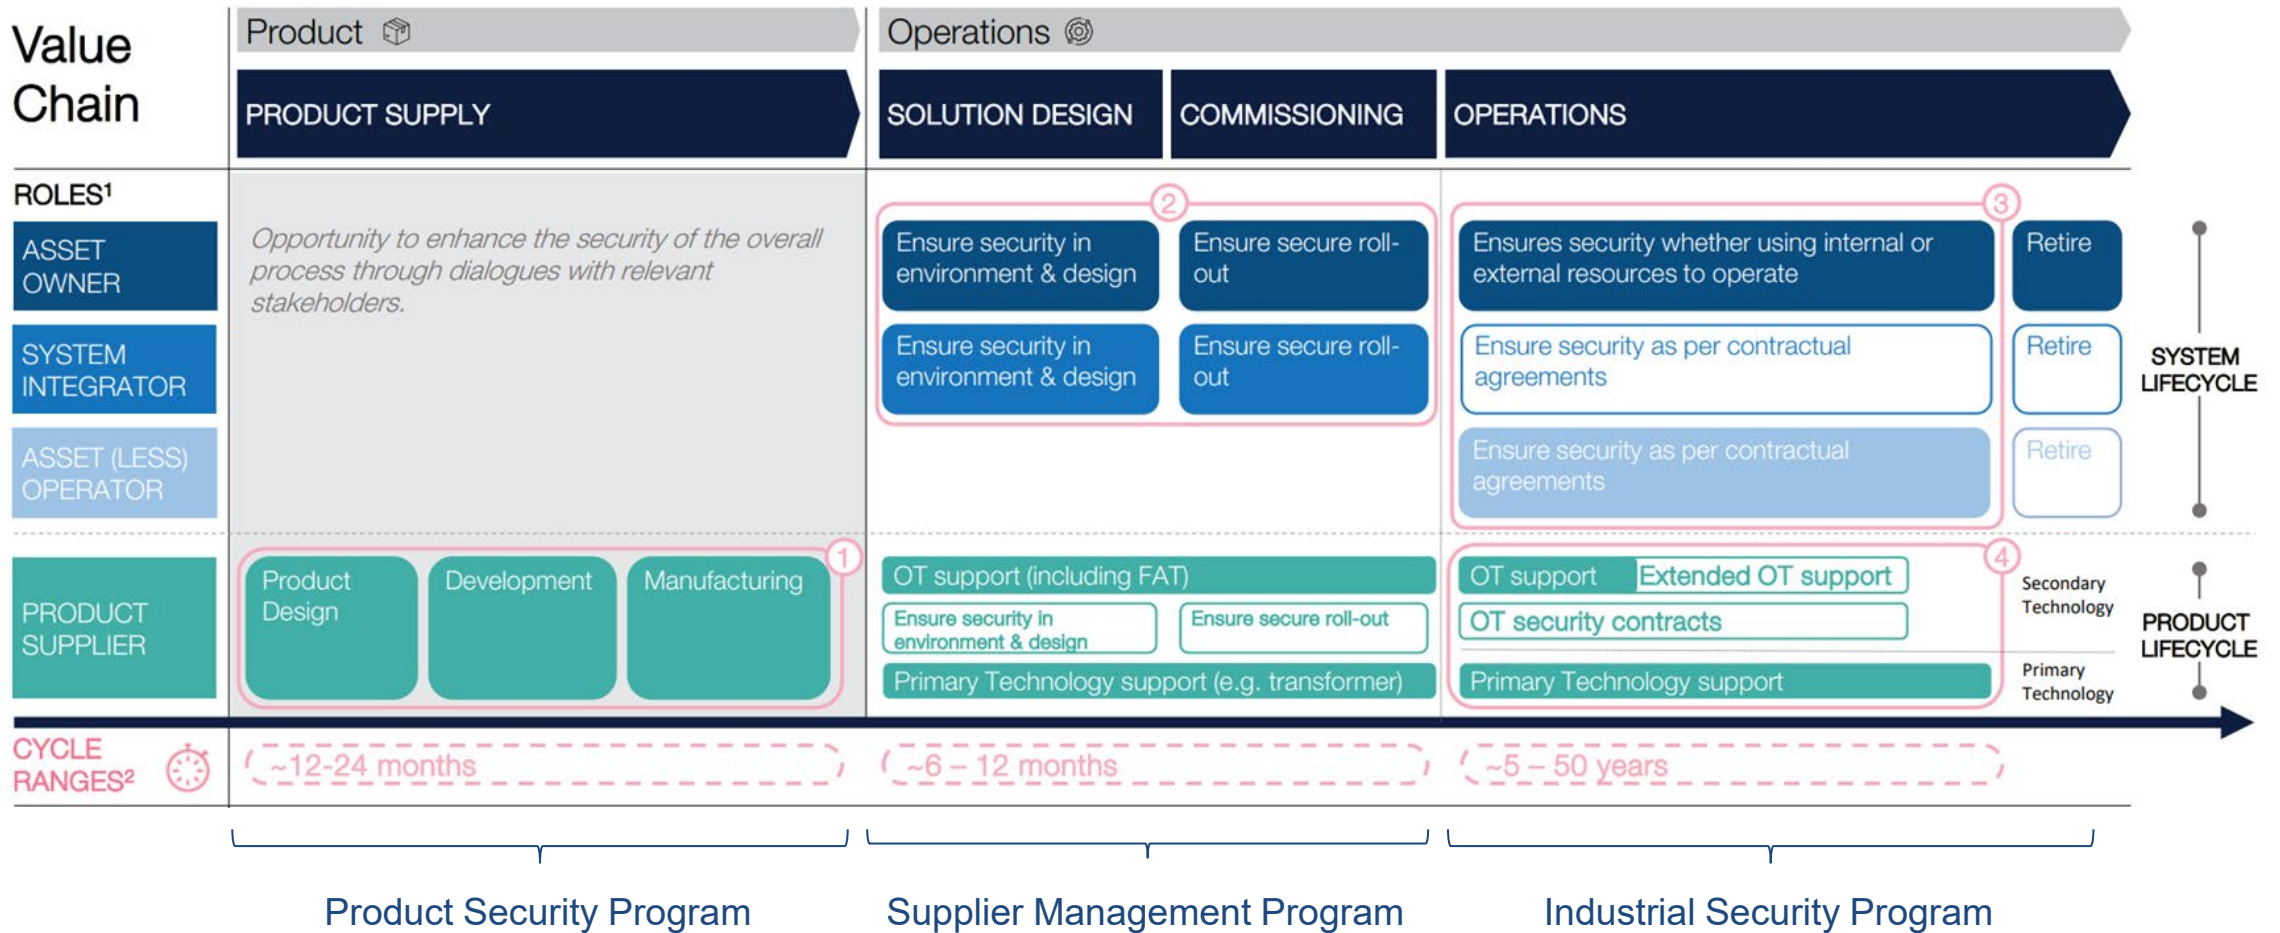 Value
Chain
Product
Operations
PRODUCT SUPPLY
SOLUTION DESIGN
COMMISSIONING
OPERATIONS
ROLES¹
ASSET
OWNER
Opportunity to enhance the security of the overall
process through dialogues with relevant
stakeholders.
2
Ensure security in
environment & design
Ensure secure roll-
out
3
Ensures security whether using internal or
external resources to operate
Retire
SYSTEM
INTEGRATOR
Ensure security in
environment & design
Ensure secure roll-
out
Ensure security as per contractual
agreements
Retire
SYSTEM
LIFECYCLE
ASSET (LESS)
OPERATOR
Ensure security as per contractual
agreements
Retire
PRODUCT
SUPPLIER
1
Product
Design
Development
Manufacturing
OT support (including FAT)
Ensure security in
environment & design
Ensure secure roll-out
Primary Technology support (e.g. transformer)
4
OT support
Extended OT support
OT security contracts
Primary Technology support
Secondary
Technology
Primary
Technology
PRODUCT
LIFECYCLE
CYCLE
RANGES²
~12-24 months
~6 – 12 months
~5 – 50 years
Product Security Program
Supplier Management Program
Industrial Security Program